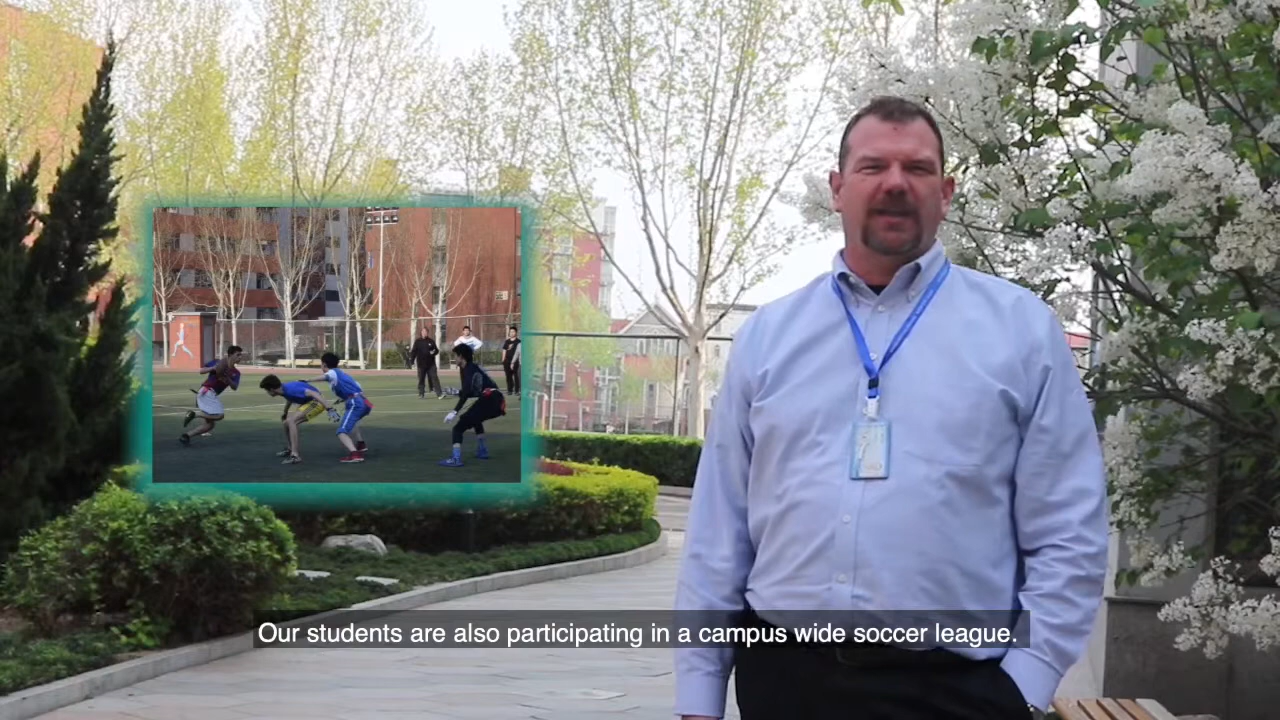 Our students are also participating in a campus wide soccer league.